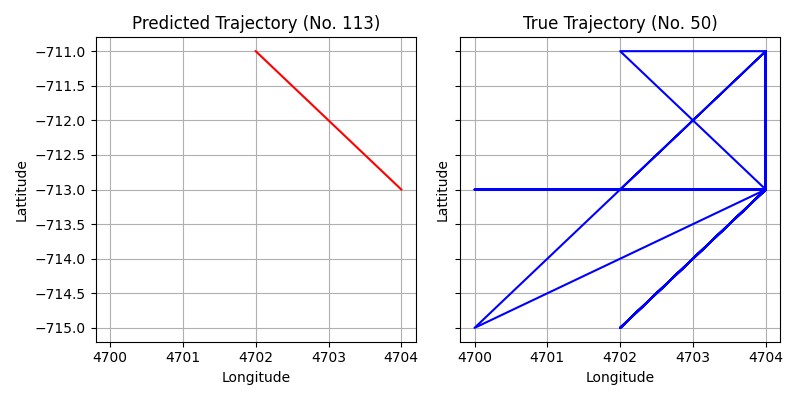 Predicted Trajectory (No. 113)
True Trajectory (No. 50)
Lattitude
−711.0
−711.5
−712.0
−712.5
−713.0
−713.5
−714.0
−714.5
−715.0
4700 4701 4702 4703 4704
Longitude
Lattitude
4700 4701 4702 4703 4704
Longitude